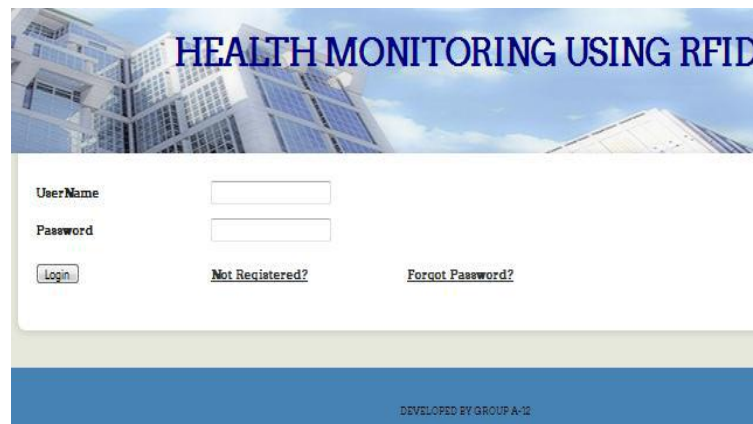 HEALTH MONITORING USING RFID
UserName
Password
Login Not Registered? Forgot Password?
DEVELOPED BY GROUP A-12